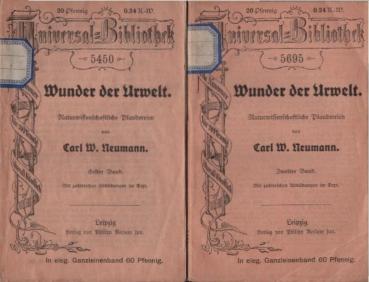 20 Pfennig 0.24 K.-W.
Universal-Bibliothek
5450
Wunder der Urwelt.
Naturwissenschaftliche Plaudereien
von
Carl W. Neumann.
Erster Band.
Mit zahlreichen Abbildungen im Text.
Leipzig
Verlag von Philipp Reclam jun.
In eleg. Ganzleinenband 60 Pfennig.
20 Pfennig 0.24 K.-W.
Universal-Bibliothek
5695
Wunder der Urwelt.
Naturwissenschaftliche Plaudereien
von
Carl W. Neumann.
Zweiter Band.
Mit zahlreichen Abbildungen im Text.
Leipzig
Verlag von Philipp Reclam jun.
In eleg. Ganzleinenband 60 Pfennig.